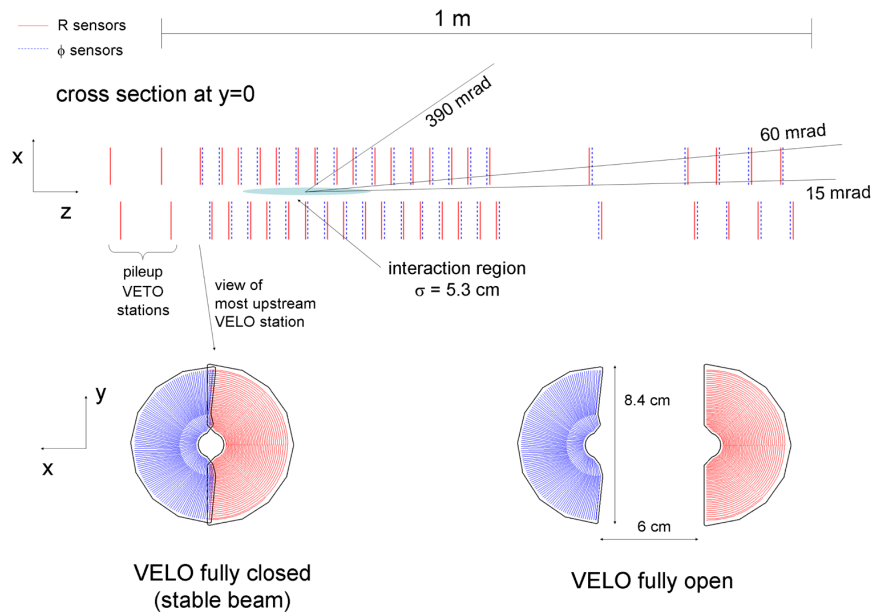 R sensors
1 m
ϕ sensors
cross section at y=0
390 mrad
60 mrad
x
15 mrad
z
interaction region
σ = 5.3 cm
pileup
VETO
stations
view of
most upstream
VELO station
y
x
8.4 cm
6 cm
VELO fully closed
(stable beam)
VELO fully open